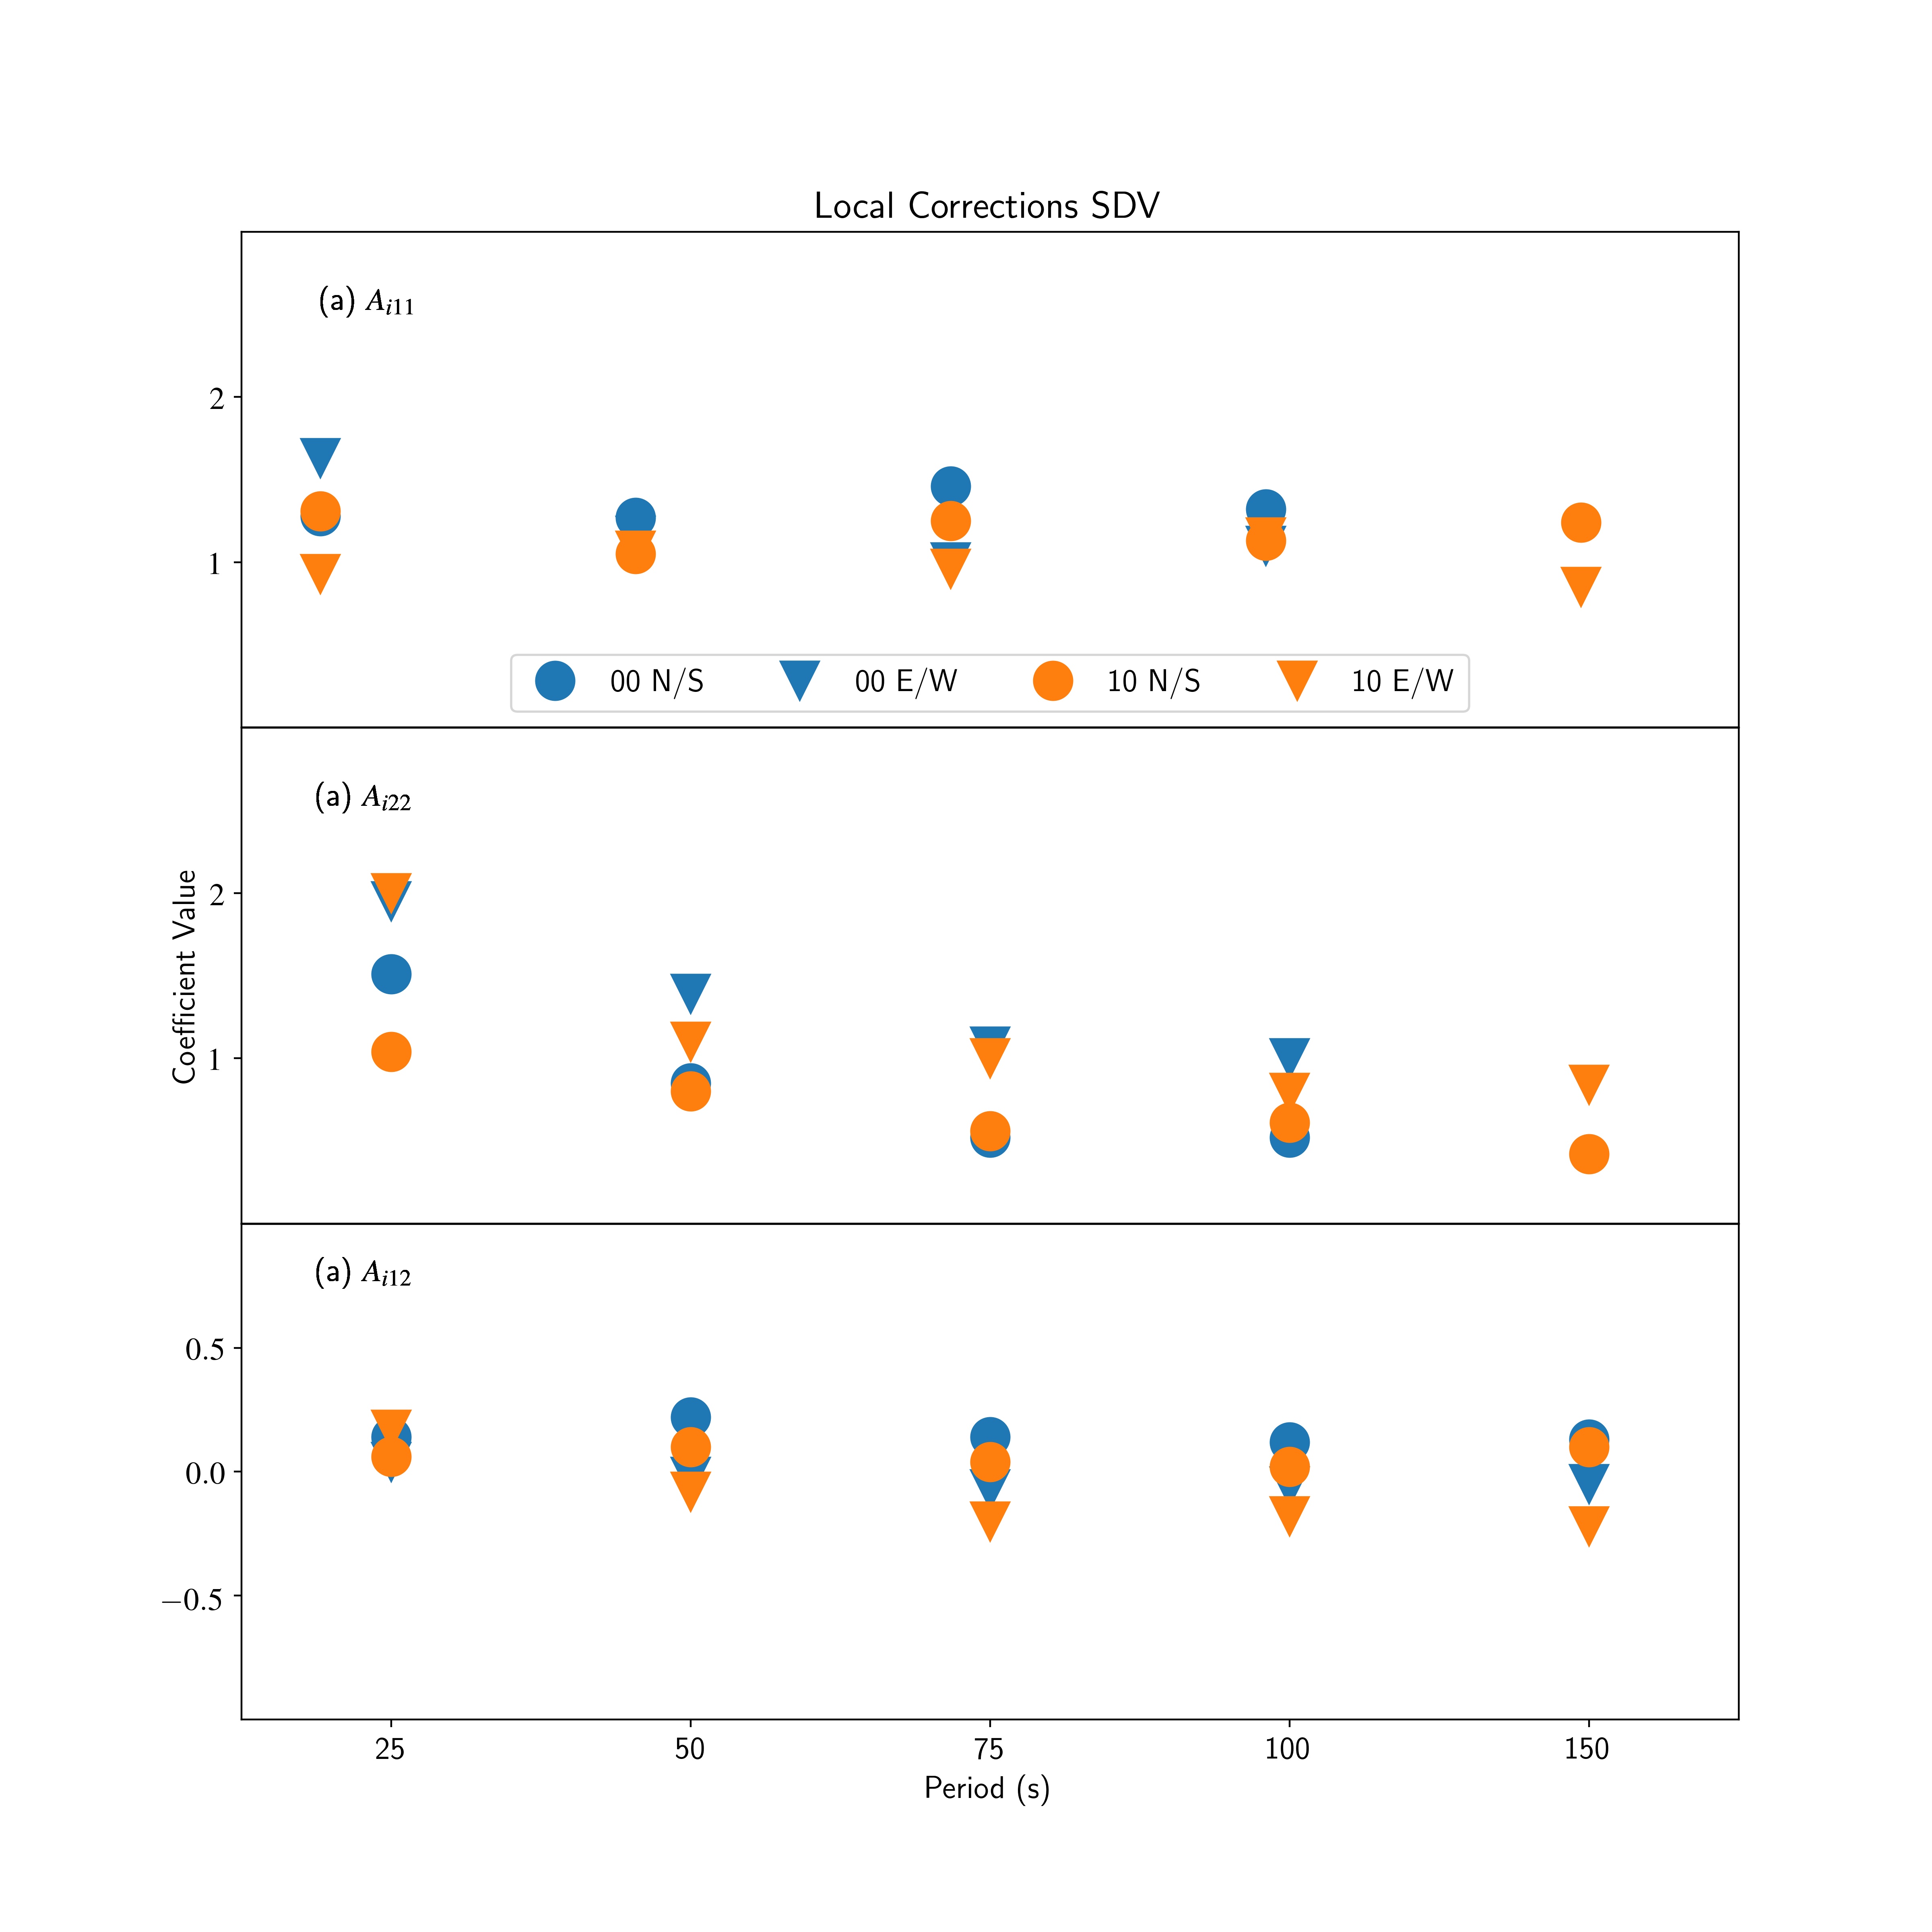 Local Corrections SDV
(a) A_{i11}
2
1
00 N/S 00 E/W 10 N/S 10 E/W
(a) A_{i22}
2
1
Coefficient Value
(a) A_{i12}
0.5
0.0
−0.5
25 50 75 100 150
Period (s)